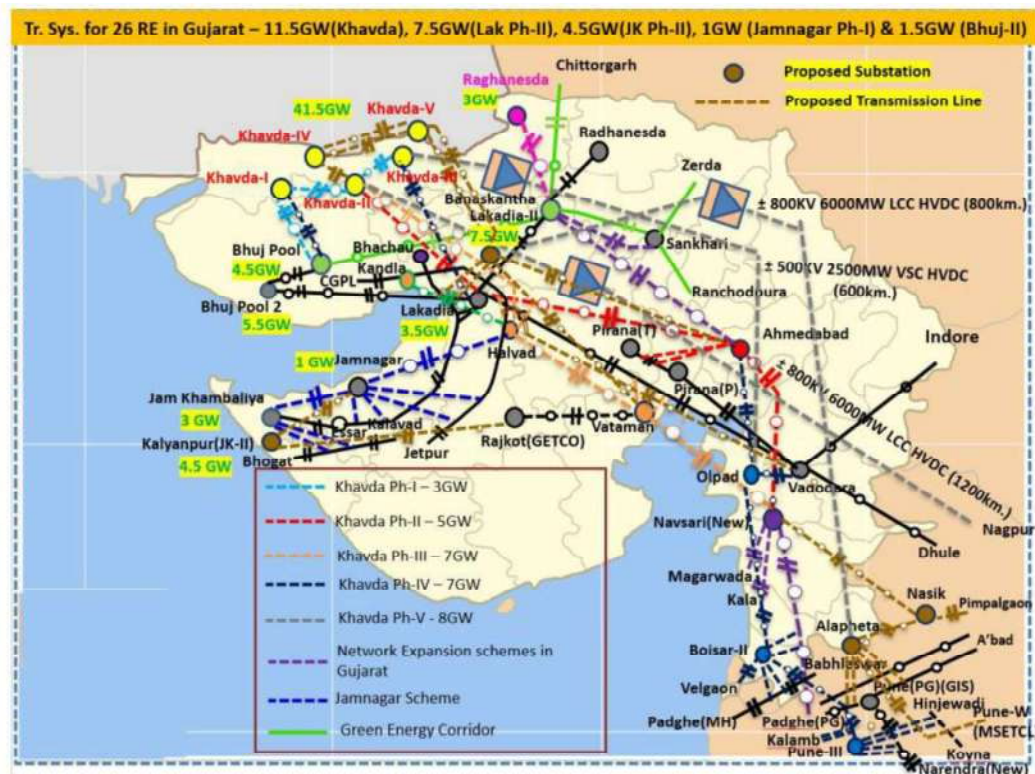 Tr. Sys. for 26 RE in Gujarat – 11.5GW(Khavda), 7.5GW(Lak Ph-II), 4.5GW(JK Ph-II), 1GW (Jamnagar Ph-I) & 1.5GW (Bhuj-II)
Chittorgarh
Raghanesda
3GW
Proposed Substation
Proposed Transmission Line
41.5GW
Khavda-V
Khavda-IV
Radhanesda
Zerda
Khavda-I
Khavda-III
Khavda-II
Banaskantha
± 800KV 6000MW LCC HVDC (800km.)
Lakadia-II
7.5GW
Sankhari
Bhuj Pool
4.5GW
Bhachau
Kandla
CGPL
± 500KV 2500MW VSC HVDC
(600km.)
Ranchodpura
Bhuj Pool 2
5.5GW
Lakadia
3.5GW
Pirana(T)
Ahmedabad
Indore
Halvad
1 GW
Jamnagar
Pirana(P)
± 800KV 6000MW LCC HVDC (1200km.)
Jam Khambaliya
3 GW
Essar
Kalavad
Kalyanpur(JK-II)
4.5 GW
Bhogat
Jetpur
Rajkot(GETCO)
Vataman
Olpad
Vadodara
Nagpur
Dhule
Khavda Ph-I – 3GW
Khavda Ph-II – 5GW
Khavda Ph-III – 7GW
Khavda Ph-IV – 7GW
Khavda Ph-V - 8GW
Network Expansion schemes in
Gujarat
Jamnagar Scheme
Green Energy Corridor
Navsari(New)
Magarwada
Kala
Nasik
Pimpalgaon
Alapheta
A'bad
Boisar-II
Babhleswar
Velgaon
Pune(PG)(GIS)
Hinjewadi
Padghe(MH)
Padghe(PG)
Pune-W
(MSETCL
Kalamb
Pune-III
Koyna
Narendra(New)